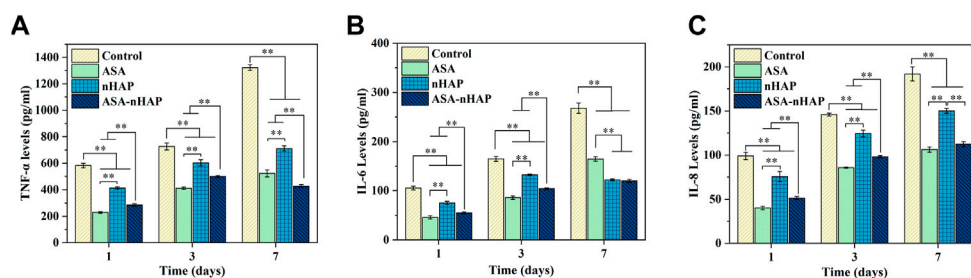 A
TNF-α levels (pg/ml)
1400
1200
1000
800
600
400
200
0
Control
ASA
nHAP
ASA-nHAP
**
**
**
**
**
**
**
**
**
1
3
7
Time (days)
B
IL-6 Levels (pg/ml)
400
300
200
100
0
Control
ASA
nHAP
ASA-nHAP
**
**
**
**
**
**
**
**
1
3
7
Time (days)
C
IL-8 Levels (pg/ml)
200
150
100
50
0
Control
ASA
nHAP
ASA-nHAP
**
**
**
**
**
**
**
**
**
1
3
7
Time (days)